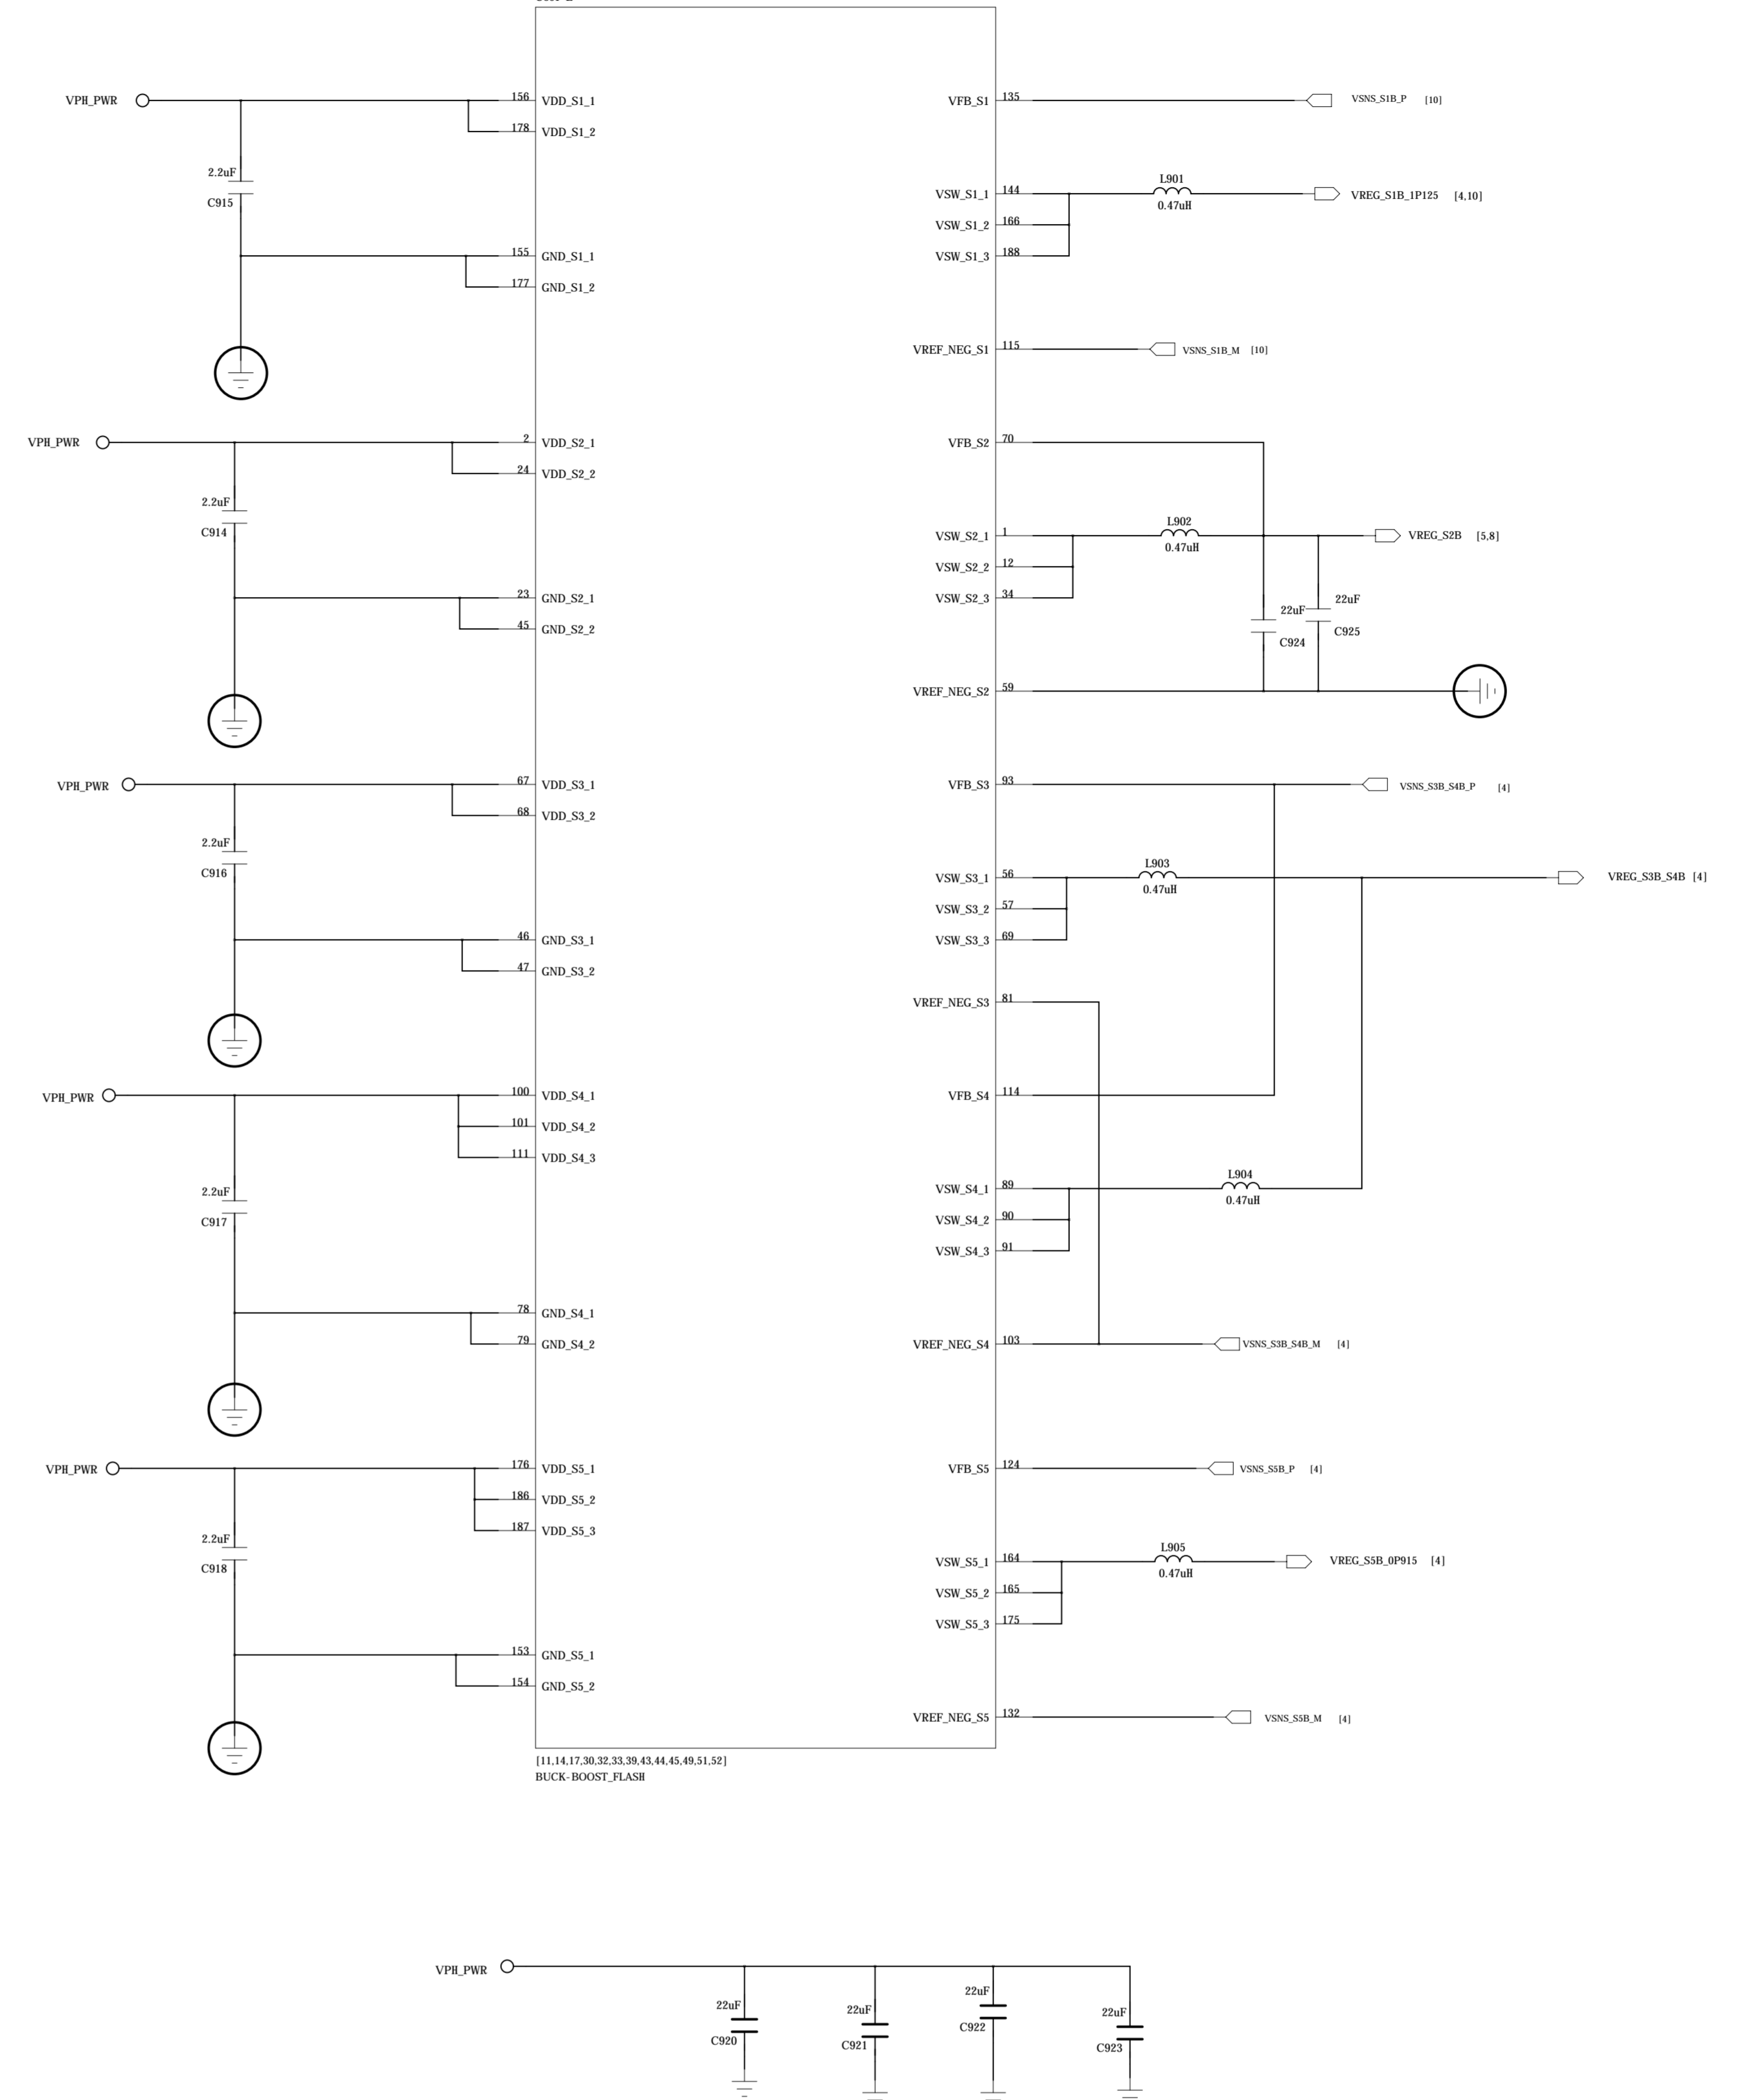 VPH_PWR
156 VDD_S1_1
178 VDD_S1_2
2.2uF
C915
155 GND_S1_1
177 GND_S1_2
VFB_S1 135 VSNS_S1B_P [10]
VSW_S1_1 144 L901 0.47uH VREG_S1B_1P125 [4,10]
VSW_S1_2 166
VSW_S1_3 188
VREF_NEG_S1 115 VSNS_S1B_M [10]
VPH_PWR
2 VDD_S2_1
24 VDD_S2_2
2.2uF
C914
23 GND_S2_1
45 GND_S2_2
VFB_S2 70
VSW_S2_1 1 L902 0.47uH VREG_S2B [5,8]
VSW_S2_2 12
VSW_S2_3 34
22uF
C924
22uF
C925
VREF_NEG_S2 59
VPH_PWR
67 VDD_S3_1
68 VDD_S3_2
2.2uF
C916
46 GND_S3_1
47 GND_S3_2
VFB_S3 93 VSNS_S3B_S4B_P [4]
VSW_S3_1 56 L903 0.47uH VREG_S3B_S4B [4]
VSW_S3_2 57
VSW_S3_3 69
VREF_NEG_S3 81
VPH_PWR
100 VDD_S4_1
101 VDD_S4_2
111 VDD_S4_3
2.2uF
C917
78 GND_S4_1
79 GND_S4_2
VFB_S4 114
VSW_S4_1 89 L904 0.47uH
VSW_S4_2 90
VSW_S4_3 91
VREF_NEG_S4 103 VSNS_S3B_S4B_M [4]
VPH_PWR
176 VDD_S5_1
186 VDD_S5_2
187 VDD_S5_3
2.2uF
C918
153 GND_S5_1
154 GND_S5_2
VFB_S5 124 VSNS_S5B_P [4]
VSW_S5_1 164 L905 0.47uH VREG_S5B_0P915 [4]
VSW_S5_2 165
VSW_S5_3 175
VREF_NEG_S5 132 VSNS_S5B_M [4]
[11,14,17,30,32,33,39,43,44,45,49,51,52]
BUCK-BOOST_FLASH
VPH_PWR
22uF
C920
22uF
C921
22uF
C922
22uF
C923